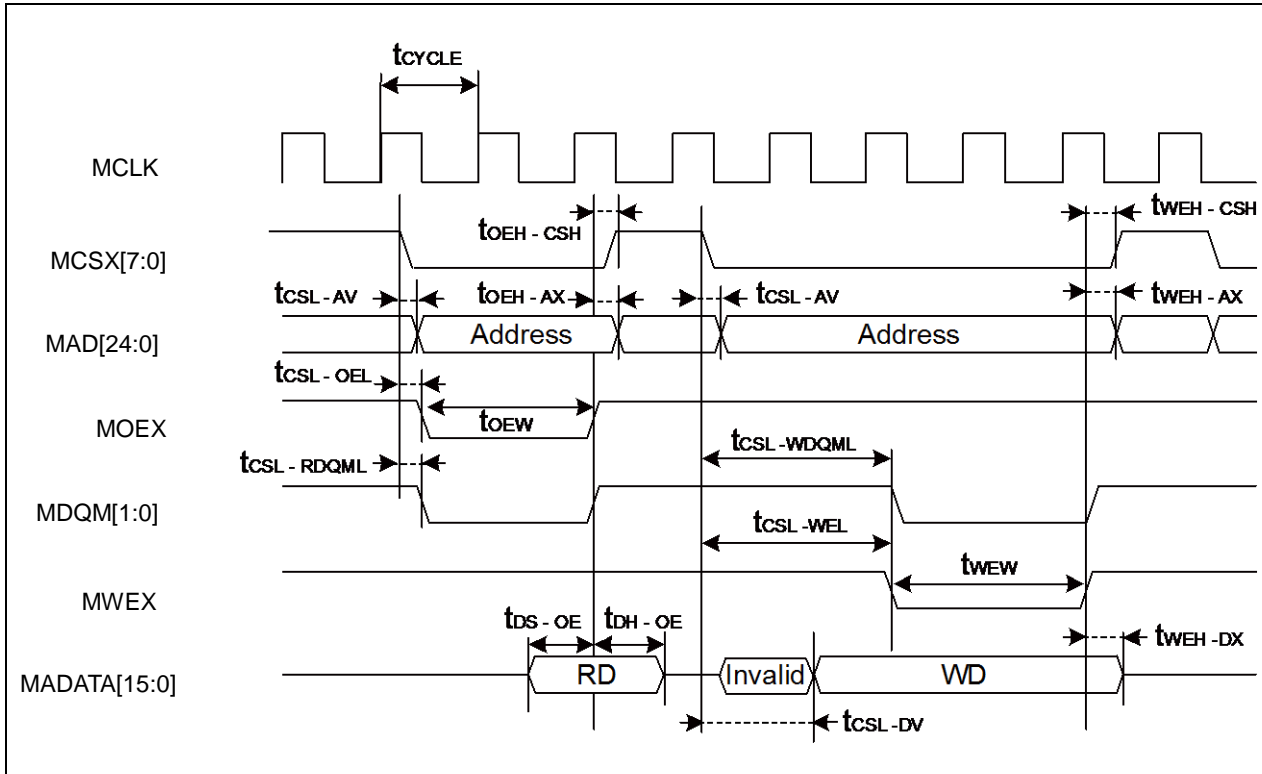 tCYCLE
MCLK
tOEH - CSH
tWEH - CSH
MCSX[7:0]
tCSL - AV
tOEH - AX
tCSL - AV
tWEH - AX
MAD[24:0]
Address
Address
tCSL - OEL
MOEX
tOEW
tCSL -WDQML
tCSL - RDQML
MDQM[1:0]
tCSL -WEL
tWEW
MWEX
tDS - OE
tDH - OE
tWEH -DX
MADATA[15:0]
RD
Invalid
WD
tCSL -DV